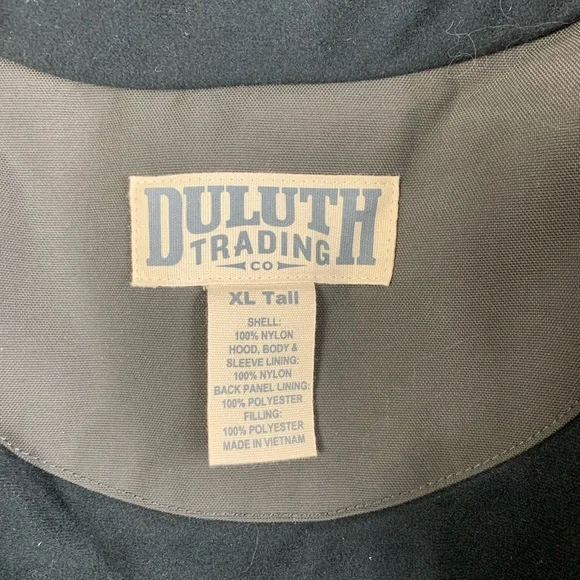 DULUTH
TRADING
CO
XL Tall
SHELL:
100% NYLON
HOOD, BODY &
SLEEVE LINING:
100% NYLON
BACK PANEL LINING:
100% POLYESTER
FILLING:
100% POLYESTER
MADE IN VIETNAM